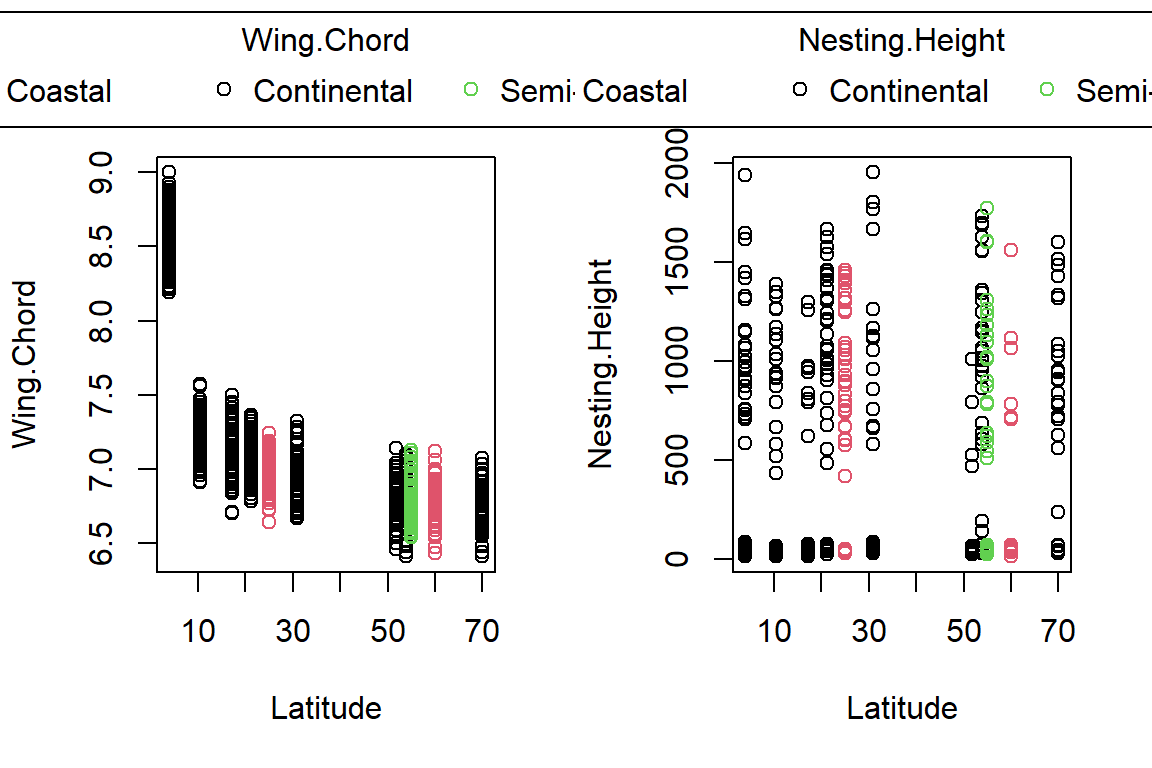 Wing.Chord
Coastal Continental Semi-
Wing.Chord
9.0
8.5
8.0
7.5
7.0
6.5
10 30 50 70
Latitude
Nesting.Height
Coastal Continental Semi-
Nesting.Height
2000
1500
1000
500
0
10 30 50 70
Latitude